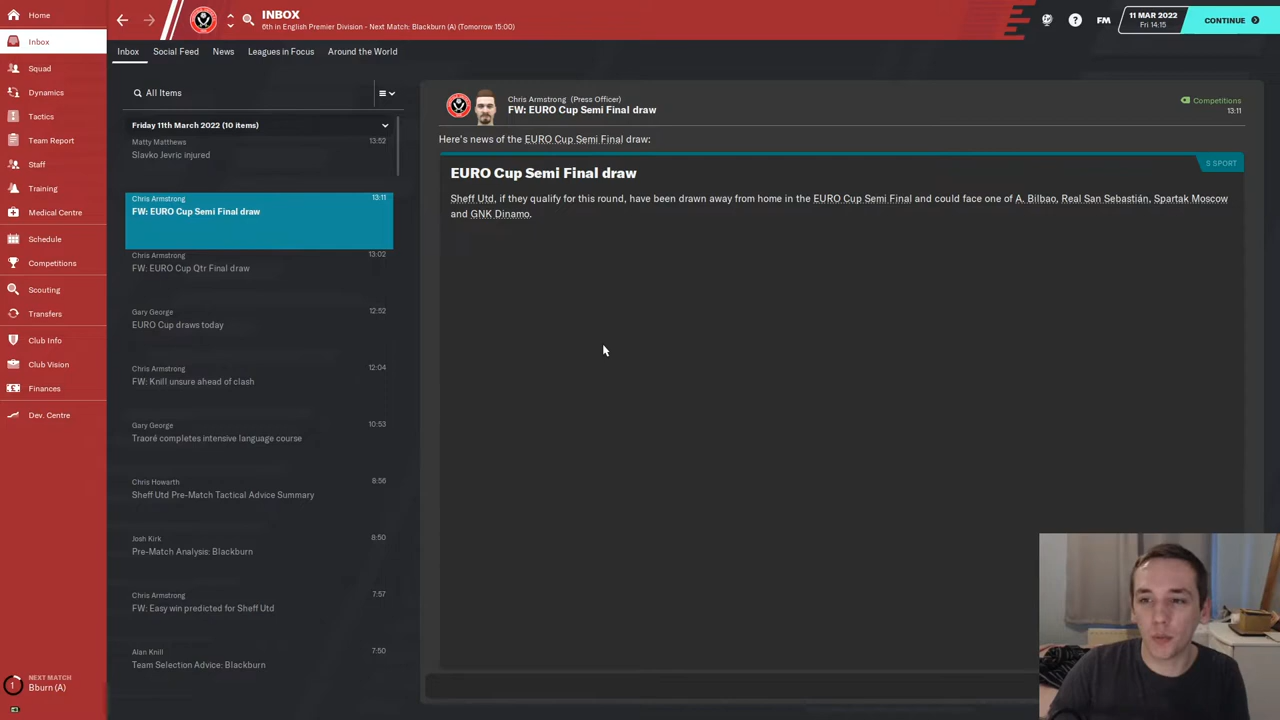 Home
Inbox
Squad
Dynamics
Tactics
Team Report
Staff
Training
Medical Centre
Schedule
Competitions
Scouting
Transfers
Club Info
Club Vision
Finances
Dev. Centre
NEXT MATCH
1
Bburn (A)
INBOX
6th in English Premier Division - Next Match: Blackburn (A) (Tomorrow 15:00)
?
FM
11 MAR 2022
Fri 14:15
CONTINUE
Inbox
Social Feed
News
Leagues in Focus
Around the World
All Items
Friday 11th March 2022 (10 items)
Matty Matthews
13:52
Slavko Jevric injured
Chris Armstrong
13:11
FW: EURO Cup Semi Final draw
Chris Armstrong
13:02
FW: EURO Cup Qtr Final draw
Gary George
12:52
EURO Cup draws today
Chris Armstrong
12:04
FW: Knill unsure ahead of clash
Gary George
10:53
Traoré completes intensive language course
Chris Howarth
8:56
Sheff Utd Pre-Match Tactical Advice Summary
Josh Kirk
8:50
Pre-Match Analysis: Blackburn
Chris Armstrong
7:57
FW: Easy win predicted for Sheff Utd
Alan Knill
7:50
Team Selection Advice: Blackburn
Chris Armstrong (Press Officer)
FW: EURO Cup Semi Final draw
Competitions
13:11
Here's news of the EURO Cup Semi Final draw:
S SPORT
EURO Cup Semi Final draw
Sheff Utd, if they qualify for this round, have been drawn away from home in the EURO Cup Semi Final and could face one of A. Bilbao, Real San Sebastián, Spartak Moscow
and GNK Dinamo.